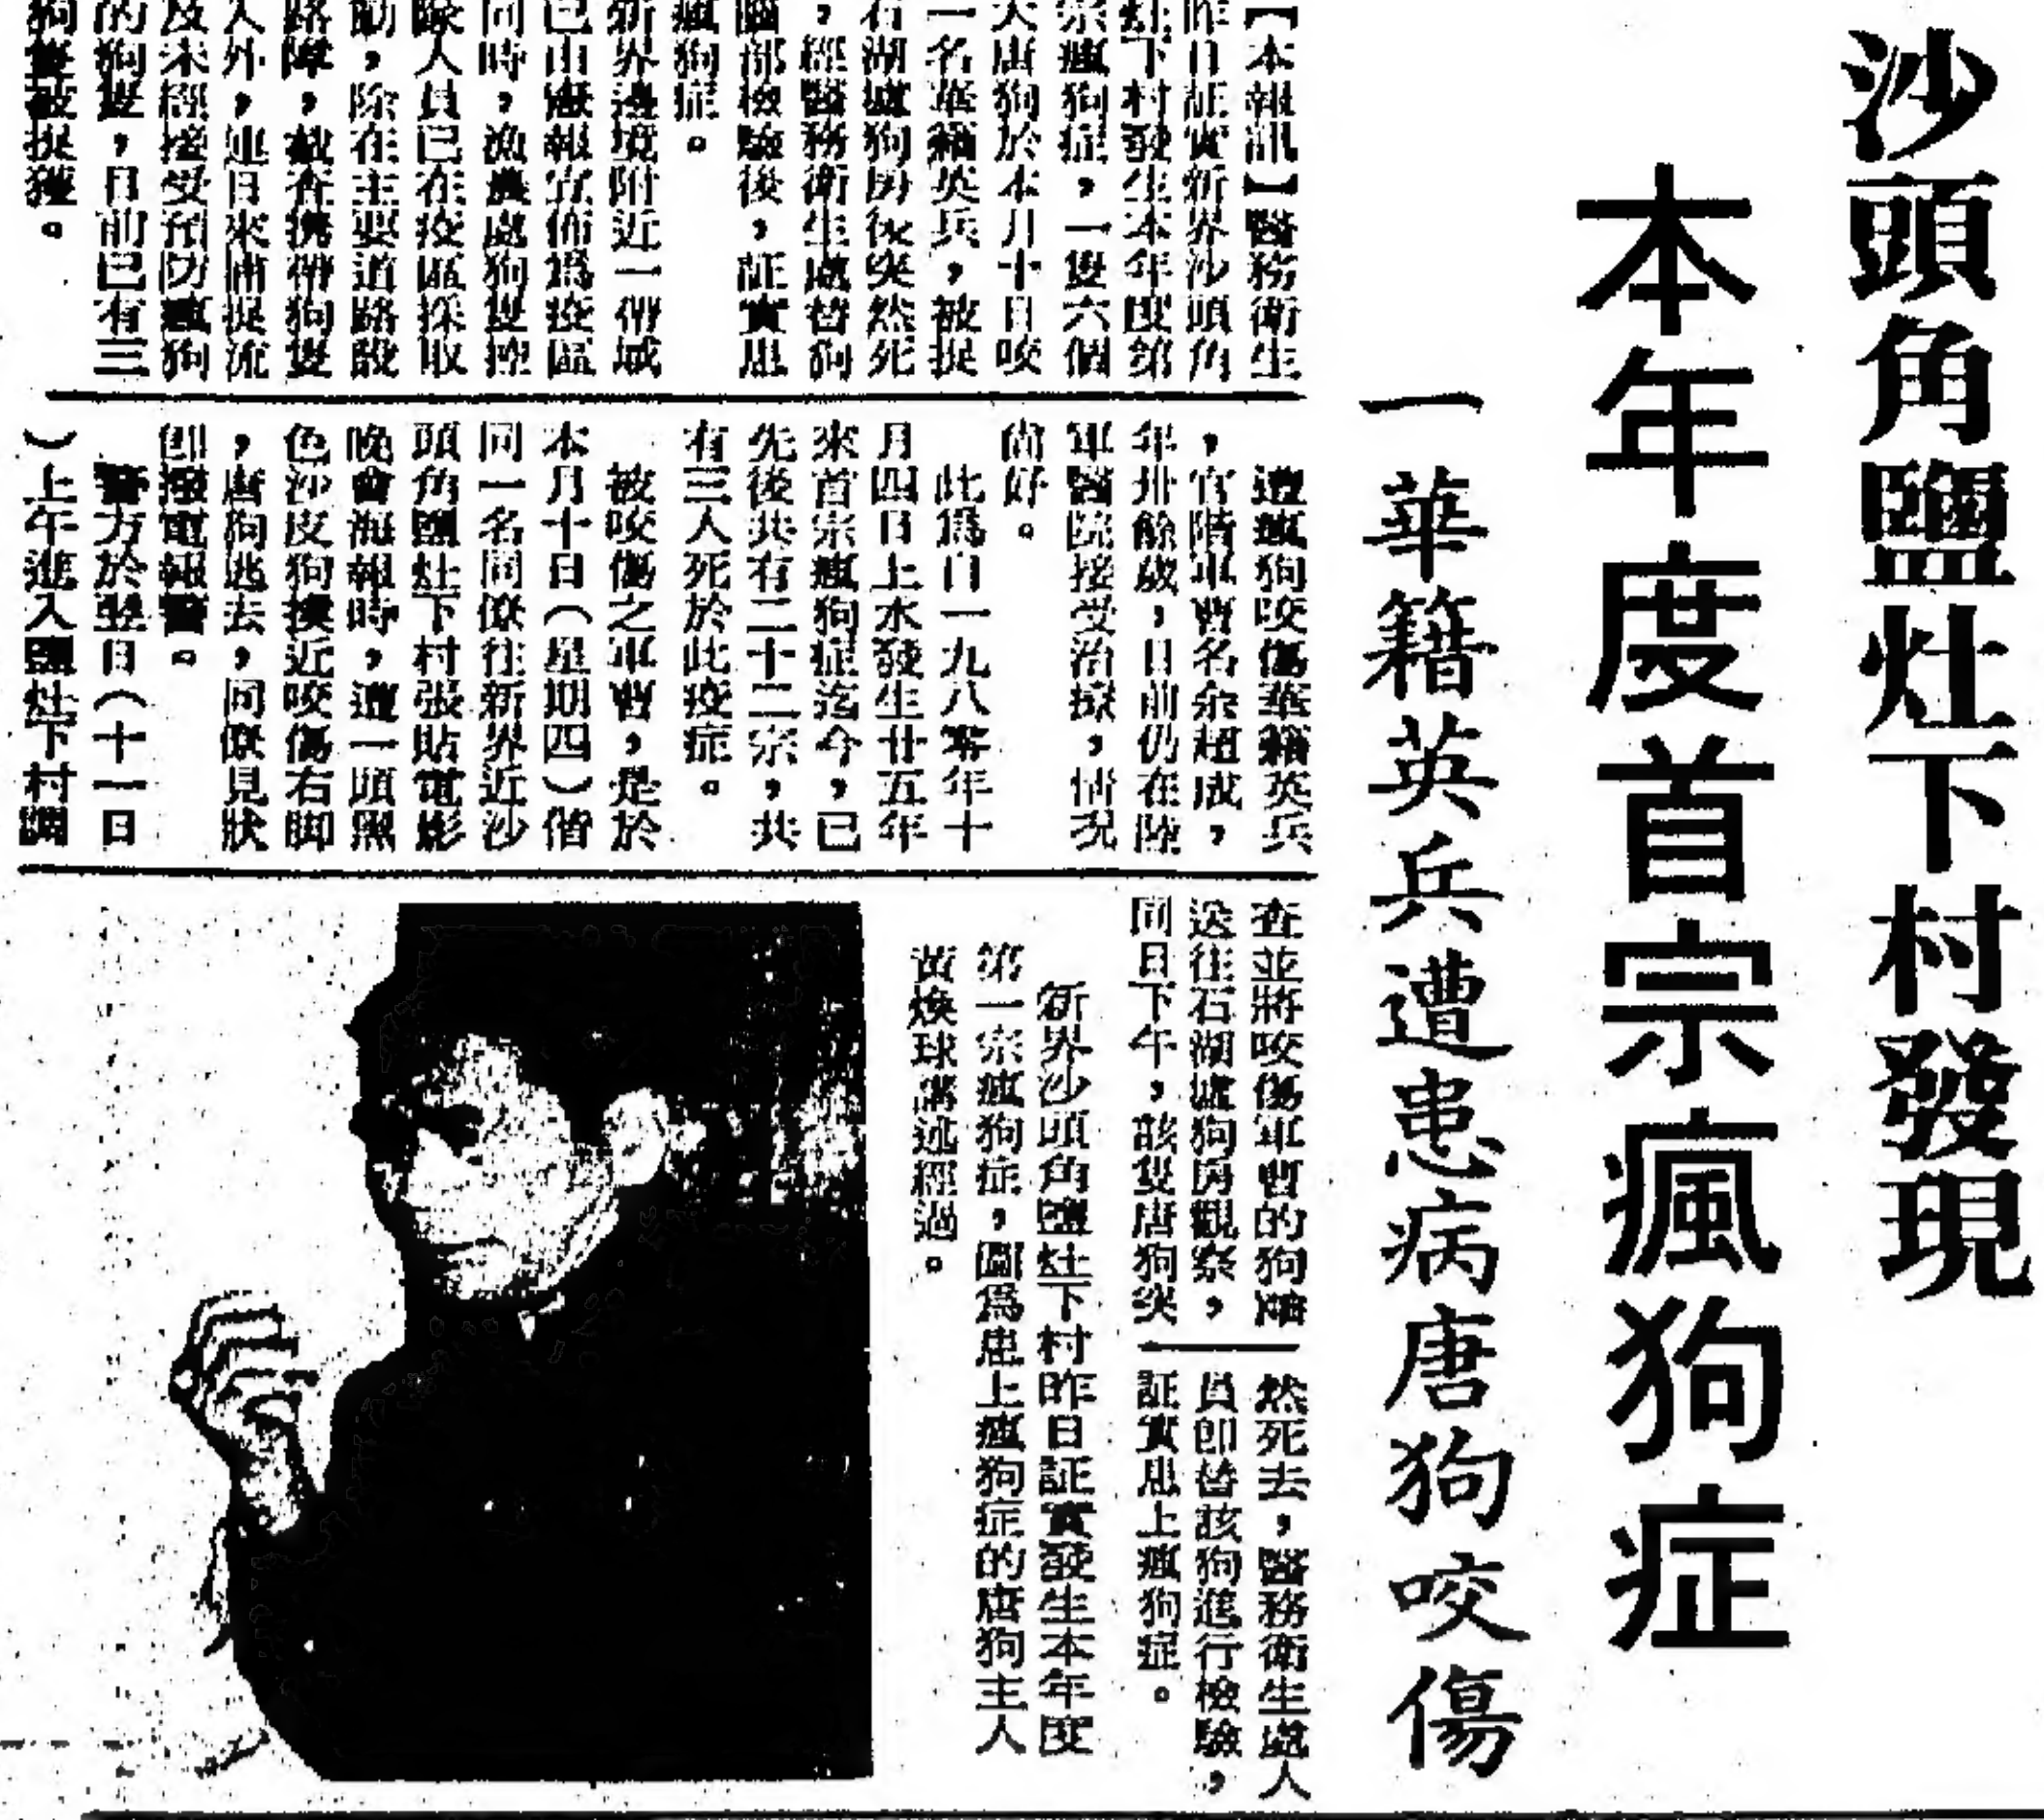 沙頭角鹽灶下村發現
本年度首宗瘋狗症
一華籍英兵遭患病唐狗咬傷
【本報訊】醫務衛生
昨日証實新界沙頭角
灶下村發生本年度第
宗瘋狗症，一隻六個
大唐狗於本月十日咬
一名華籍英兵，被捉
石湖墟狗房後突然死
，經醫務衛生處替狗
腦部檢驗後，証實患
瘋狗症。
新界邊境附近一帶城
已由憲報宣佈為疫區
同時，漁農處狗隻控
隊人員已在疫區採取
動，除在主要道路設
路障，截查携帶狗隻
人外，連日來捕捉流
及未經接受預防瘋狗
的狗隻，日前已有三
狗隻被捉獲。
遭瘋狗咬傷華籍英兵
，官階軍曹名余超成，
年卅餘歲，目前仍在陸
軍醫院接受治療，情況
尚好。
此為自一九八零年十
月四日上水發生廿五年
來首宗瘋狗症迄今，已
先後共有二十二宗，共
有三人死於此疫症。
被咬傷之軍曹，是於
本月十日（星期四）偕
同一名同僚往新界近沙
頭角鹽灶下村張貼電影
晚會海報時，遭一頭黑
色沙皮狗撲近咬傷右脚
，唐狗逃去，同僚見狀
卽撥電報警。
警方於翌日（十一日
）上午進入鹽灶下村調
查並將咬傷軍曹的狗隻
送往石湖墟狗房觀察，
同日下午，該隻唐狗突
然死去，醫務衛生處人
員卽替該狗進行檢驗，
証實患上瘋狗症。
新界沙頭角鹽灶下村昨日証實發生本年度
第一宗瘋狗症，圖為患上瘋狗症的唐狗主人
黃煥球講述經過。